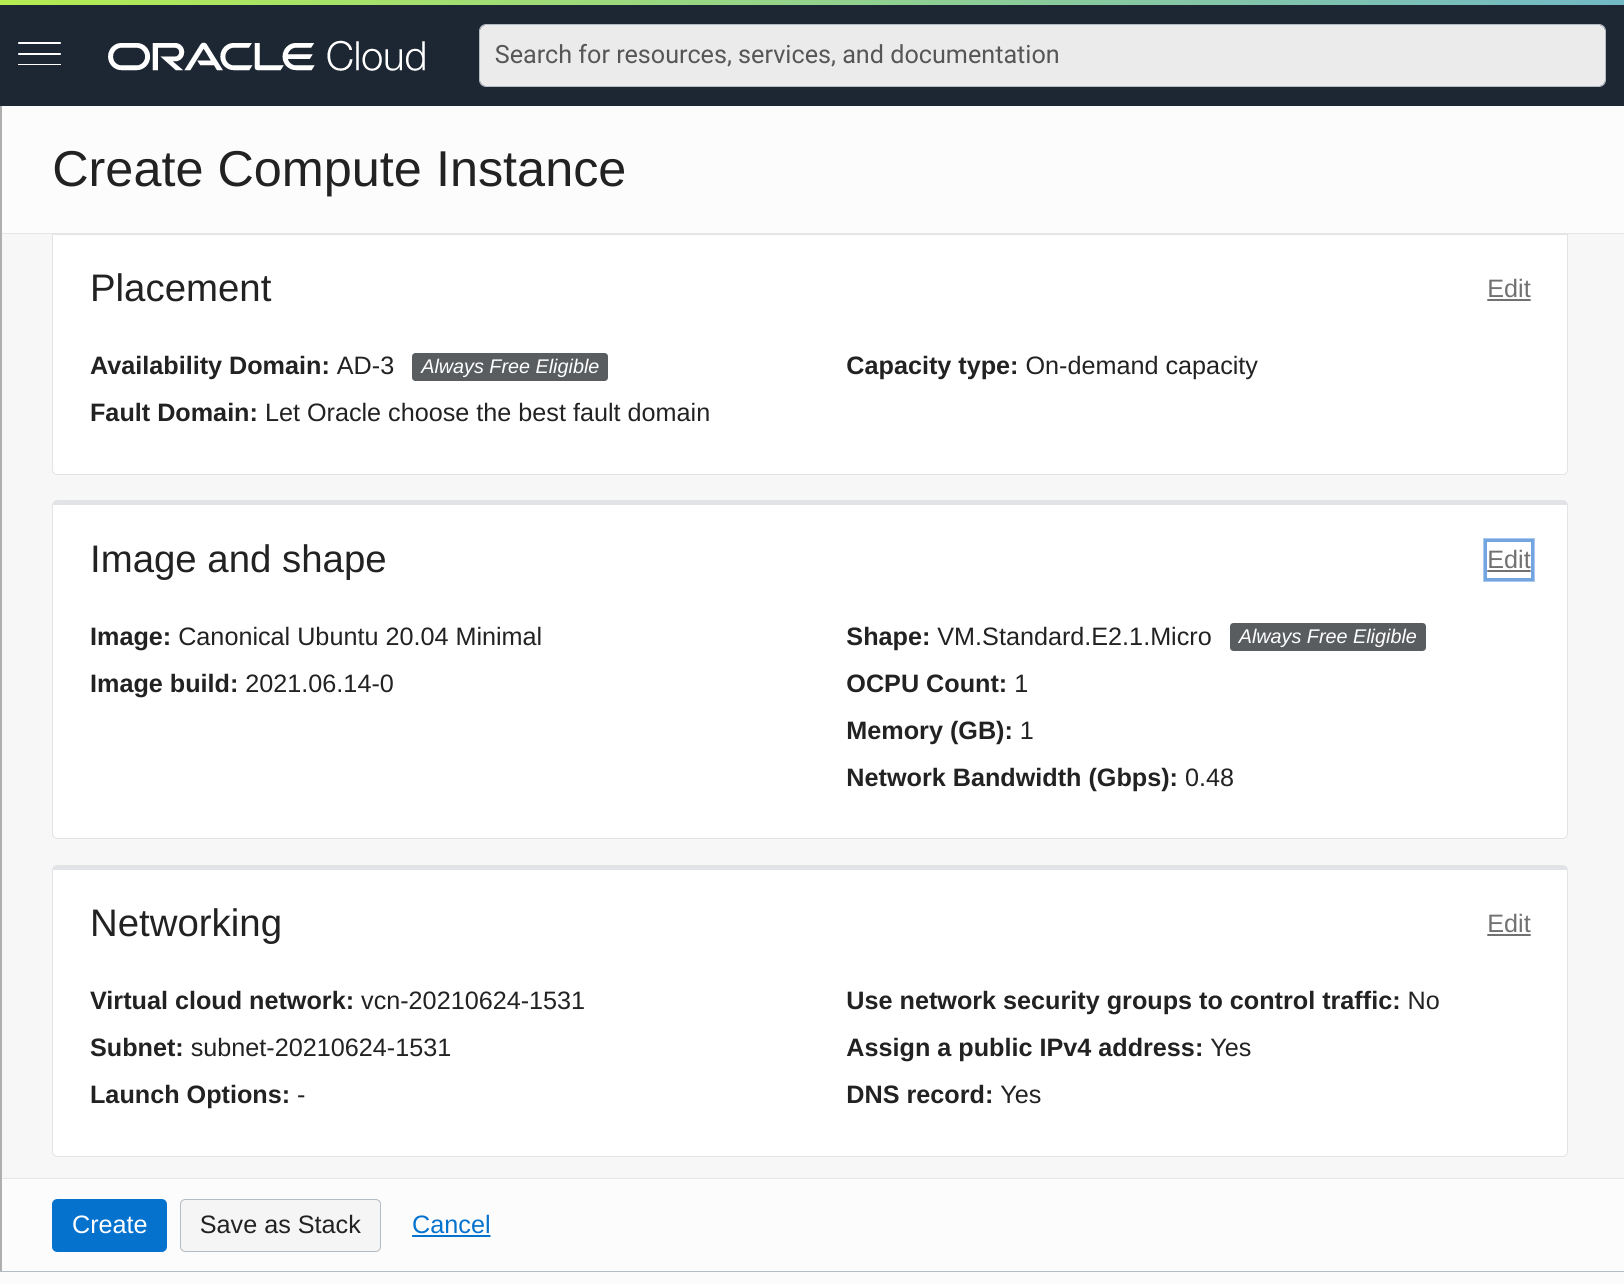 ORACLE Cloud
Search for resources, services, and documentation
Create Compute Instance
Placement
Edit
Availability Domain: AD-3 Always Free Eligible
Capacity type: On-demand capacity
Fault Domain: Let Oracle choose the best fault domain
Image and shape
Edit
Image: Canonical Ubuntu 20.04 Minimal
Image build: 2021.06.14-0
Shape: VM.Standard.E2.1.Micro Always Free Eligible
OCPU Count: 1
Memory (GB): 1
Network Bandwidth (Gbps): 0.48
Networking
Edit
Virtual cloud network: vcn-20210624-1531
Subnet: subnet-20210624-1531
Launch Options: -
Use network security groups to control traffic: No
Assign a public IPv4 address: Yes
DNS record: Yes
Create
Save as Stack
Cancel